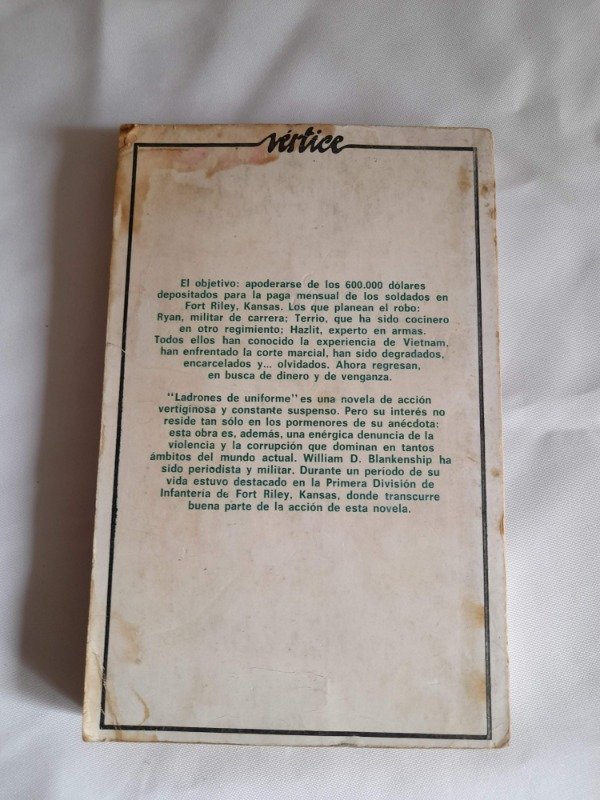 vértice
El objetivo: apoderarse de los 600.000 dólares
depositados para la paga mensual de los soldados en
Fort Riley, Kansas. Los que planean el robo:
Ryan, militar de carrera; Terrio, que ha sido cocinero
en otro regimiento; Hazlit, experto en armas.
Todos ellos han conocido la experiencia de Vietnam,
han enfrentado la corte marcial, han sido degradados,
encarcelados y... olvidados. Ahora regresan,
en busca de dinero y de venganza.
"Ladrones de uniforme" es una novela de acción
vertiginosa y constante suspenso. Pero su interés no
reside tan sólo en los pormenores de su anécdota:
esta obra es, además, una enérgica denuncia de la
violencia y la corrupción que dominan en tantos
ámbitos del mundo actual. William D. Blankenship ha
sido periodista y militar. Durante un período de su
vida estuvo destacado en la Primera División de
Infantería de Fort Riley, Kansas, donde transcurre
buena parte de la acción de esta novela.